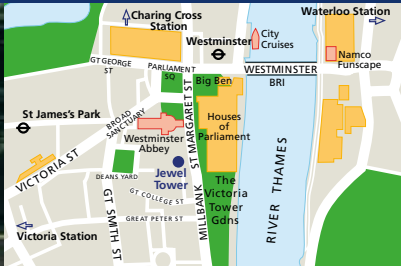 Charing Cross
Station
Waterloo Station
Westminster
City
Cruises
Namco
Funscape
GT GEORGE
ST
PARLIAMENT
SQ
Big Ben
WESTMINSTER
BRI
St James's Park
BROAD
SANCTUARY
ST MARGARET ST
Houses
of
Parliament
Westminster
Abbey
VICTORIA ST
DEANS YARD
Jewel
Tower
The
Victoria
Tower
Gdns
GT COLLEGE ST
GREAT PETER ST
GT SMITH ST
MILLBANK
RIVER THAMES
Victoria Station